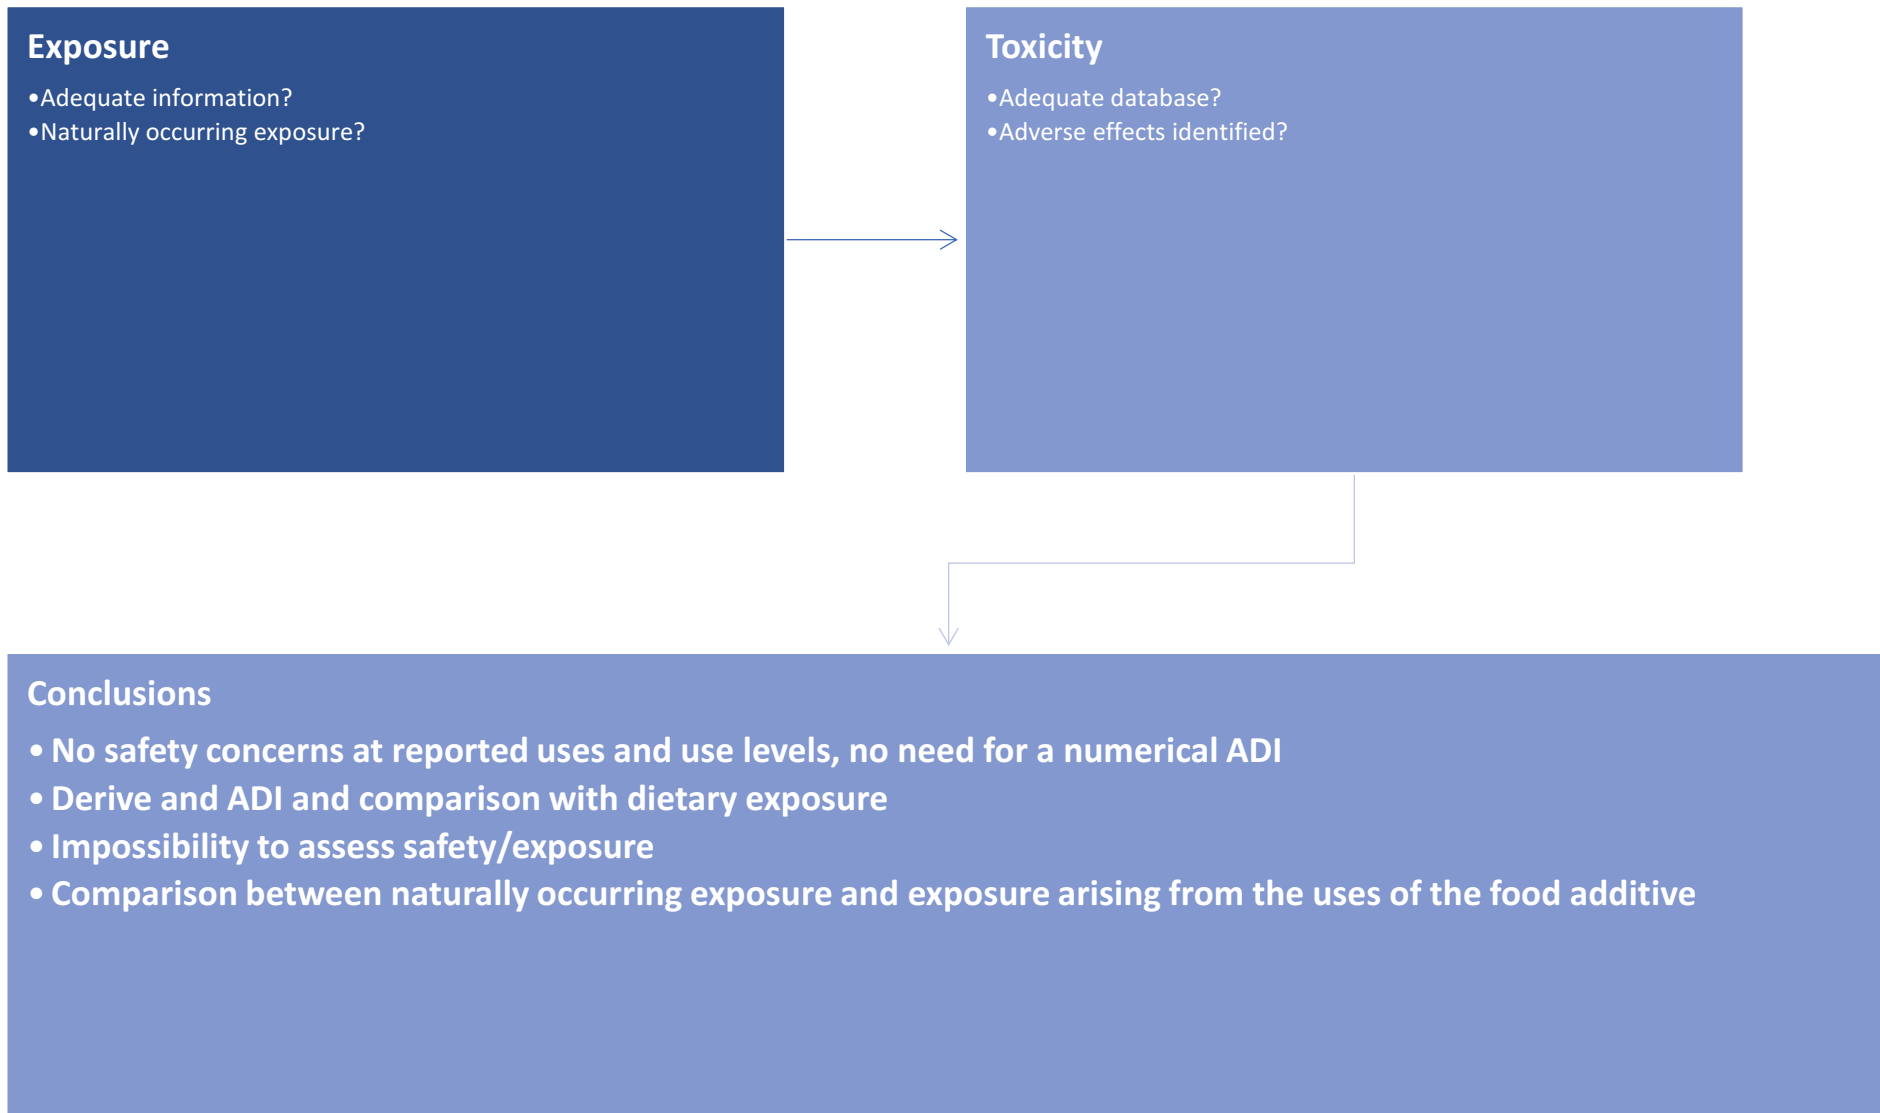 Exposure
•Adequate information?
•Naturally occurring exposure?
Toxicity
•Adequate database?
•Adverse effects identified?
Conclusions
• No safety concerns at reported uses and use levels, no need for a numerical ADI
• Derive and ADI and comparison with dietary exposure
• Impossibility to assess safety/exposure
• Comparison between naturally occurring exposure and exposure arising from the uses of the food additive